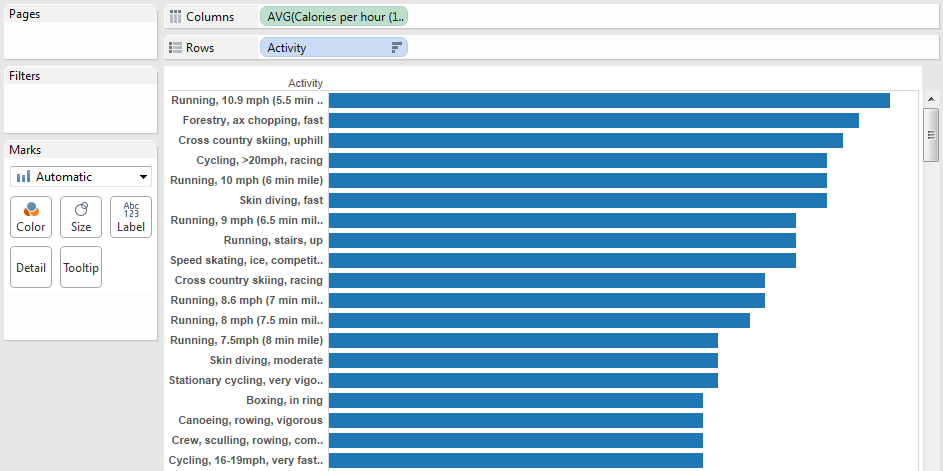 Pages
Columns
AVG(Calories per hour (1..
Rows
Activity
Filters
Marks
Automatic
Color
Size
Abc
123
Label
Detail
Tooltip
Activity
Running, 10.9 mph (5.5 min ..
Forestry, ax chopping, fast
Cross country skiing, uphill
Cycling, >20mph, racing
Running, 10 mph (6 min mile)
Skin diving, fast
Running, 9 mph (6.5 min mil..
Running, stairs, up
Speed skating, ice, competit..
Cross country skiing, racing
Running, 8.6 mph (7 min mil..
Running, 8 mph (7.5 min mil..
Running, 7.5mph (8 min mile)
Skin diving, moderate
Stationary cycling, very vigo..
Boxing, in ring
Canoeing, rowing, vigorous
Crew, sculling, rowing, com..
Cycling, 16-19mph, very fast..